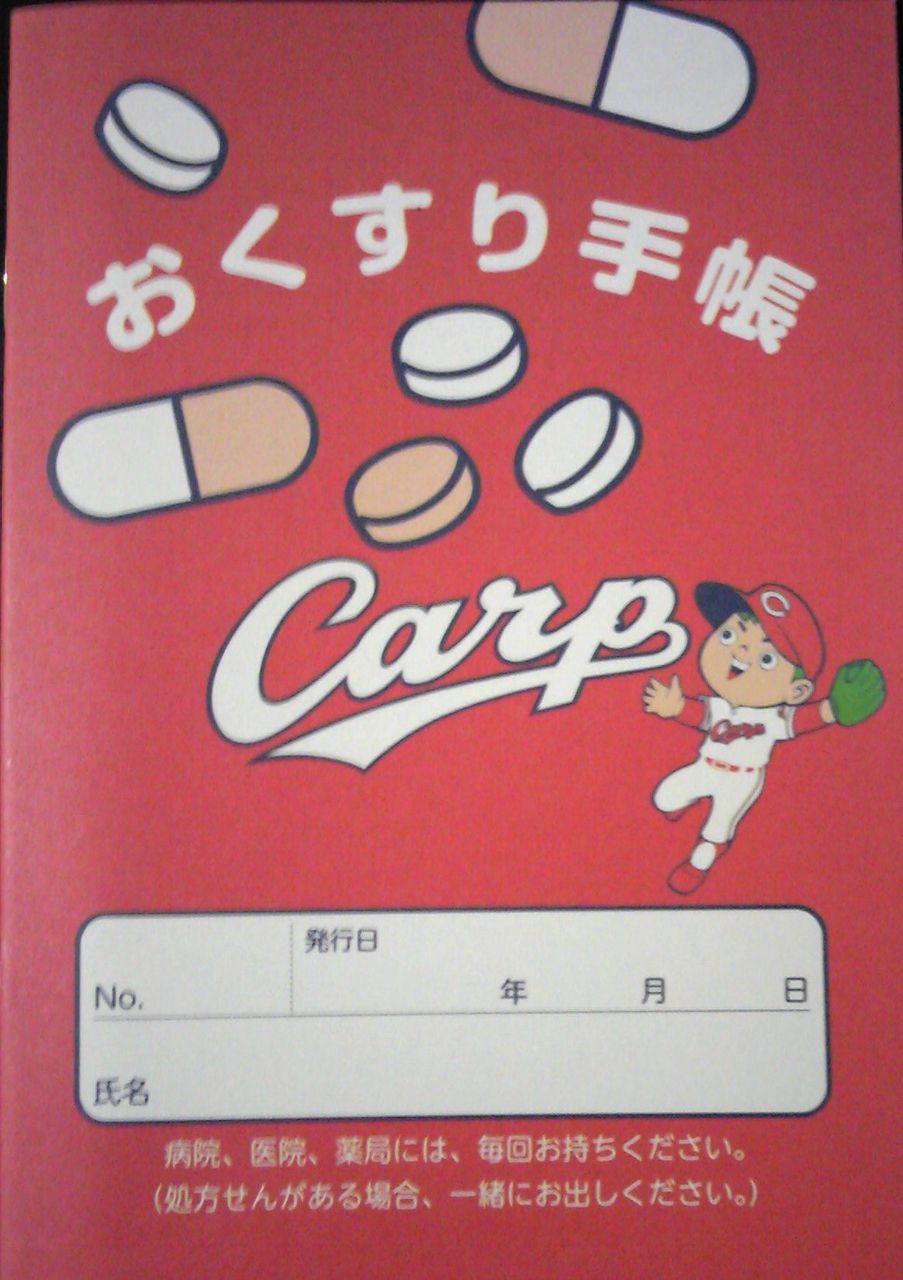 おくすり手帳
Carp
C
Carp
発行日
No. 年 月 日
氏名
病院、医院、薬局には、毎回お持ちください。
(処方せんがある場合、一緒にお出しください。)